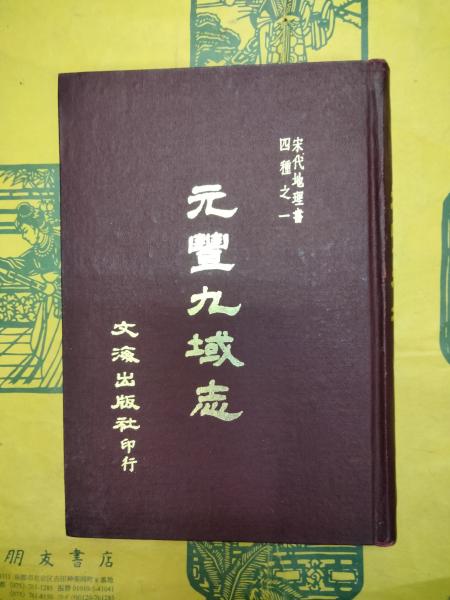 宋代地理書
四種之一
元豐九域志
文海出版社印行
朋友書店